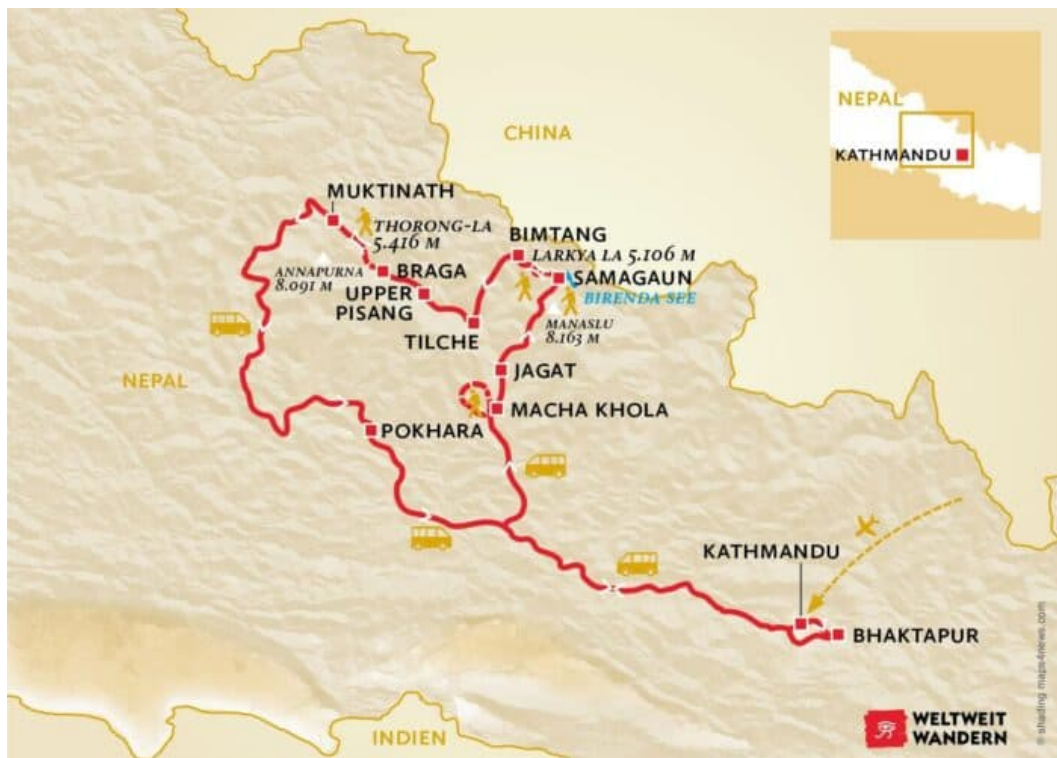 NEPAL
KATHMANDU
CHINA
MUKTINATH
THORONG-LA
5.416 M
BIMTANG
LARKYA LA 5.106 M
ANNAPURNA
8.091 M
BRAGA
SAMAGAUN
BIRENDA SEE
UPPER
PISANG
MANASLU
8.163 M
TILCHE
JAGAT
NEPAL
MACHA KHOLA
POKHARA
KATHMANDU
BHAKTAPUR
INDIEN
WELTWEIT
WANDERN
© shading maps4news.com